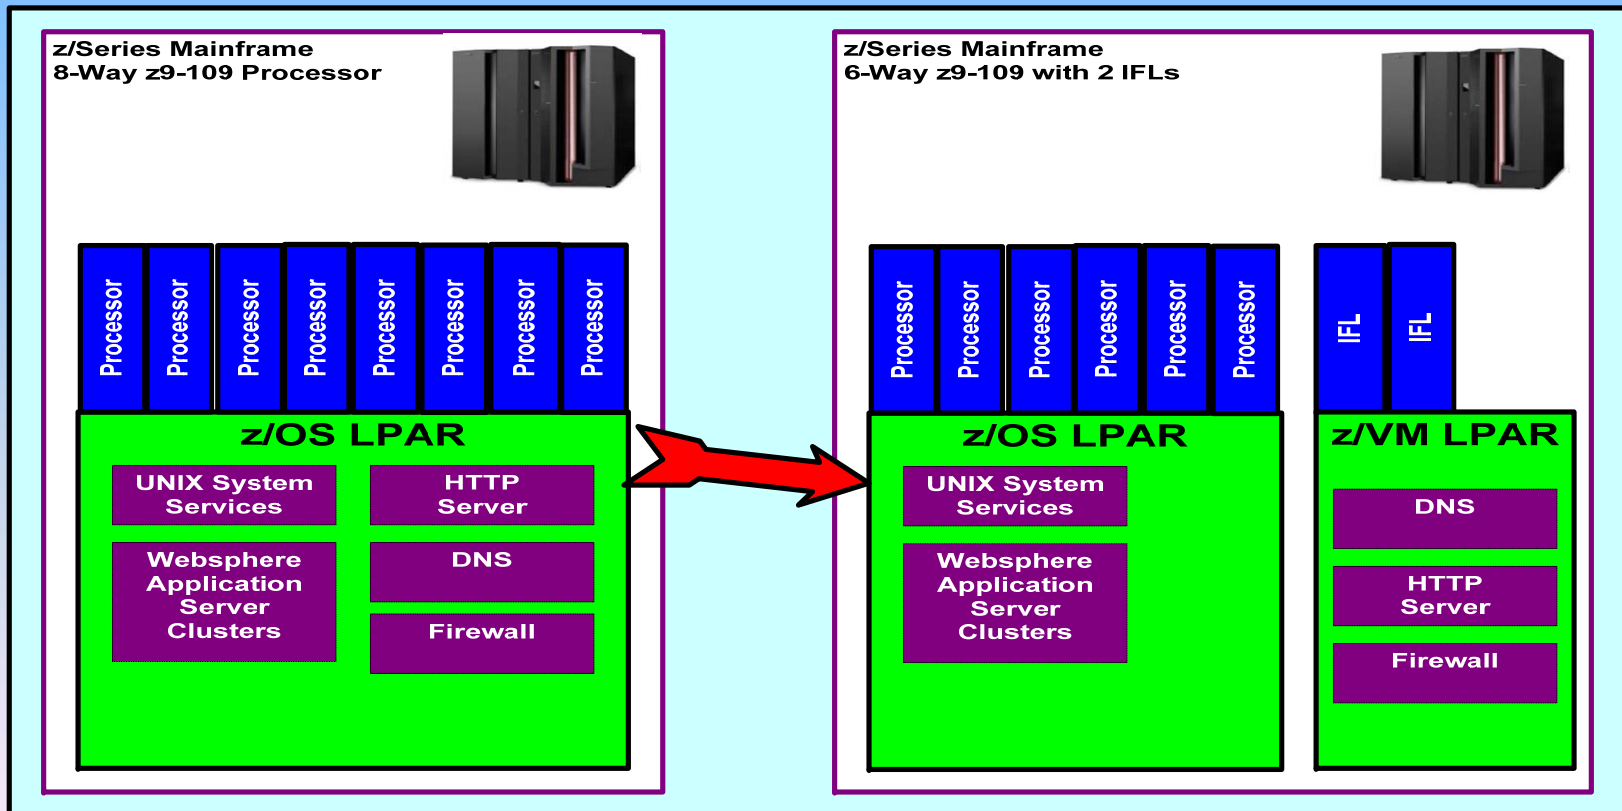 z/Series Mainframe
8-Way z9-109 Processor
Processor
Processor
Processor
Processor
Processor
Processor
Processor
Processor
z/OS LPAR
UNIX System
Services
HTTP
Server
Websphere
Application
Server
Clusters
DNS
Firewall
z/Series Mainframe
6-Way z9-109 with 2 IFLs
Processor
Processor
Processor
Processor
Processor
Processor
IFL
IFL
z/OS LPAR
UNIX System
Services
Websphere
Application
Server
Clusters
z/VM LPAR
DNS
HTTP
Server
Firewall